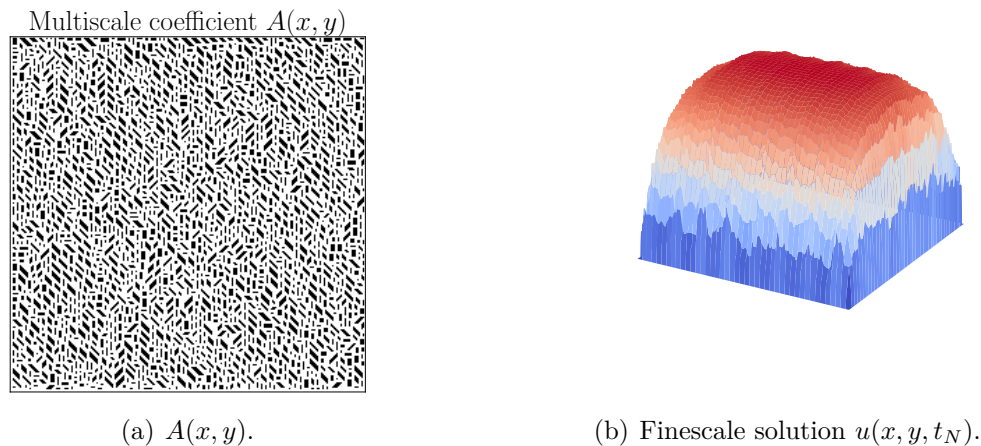 Multiscale coefficient A(x, y)
(a) A(x, y).
(b) Finescale solution u(x, y, t_N).